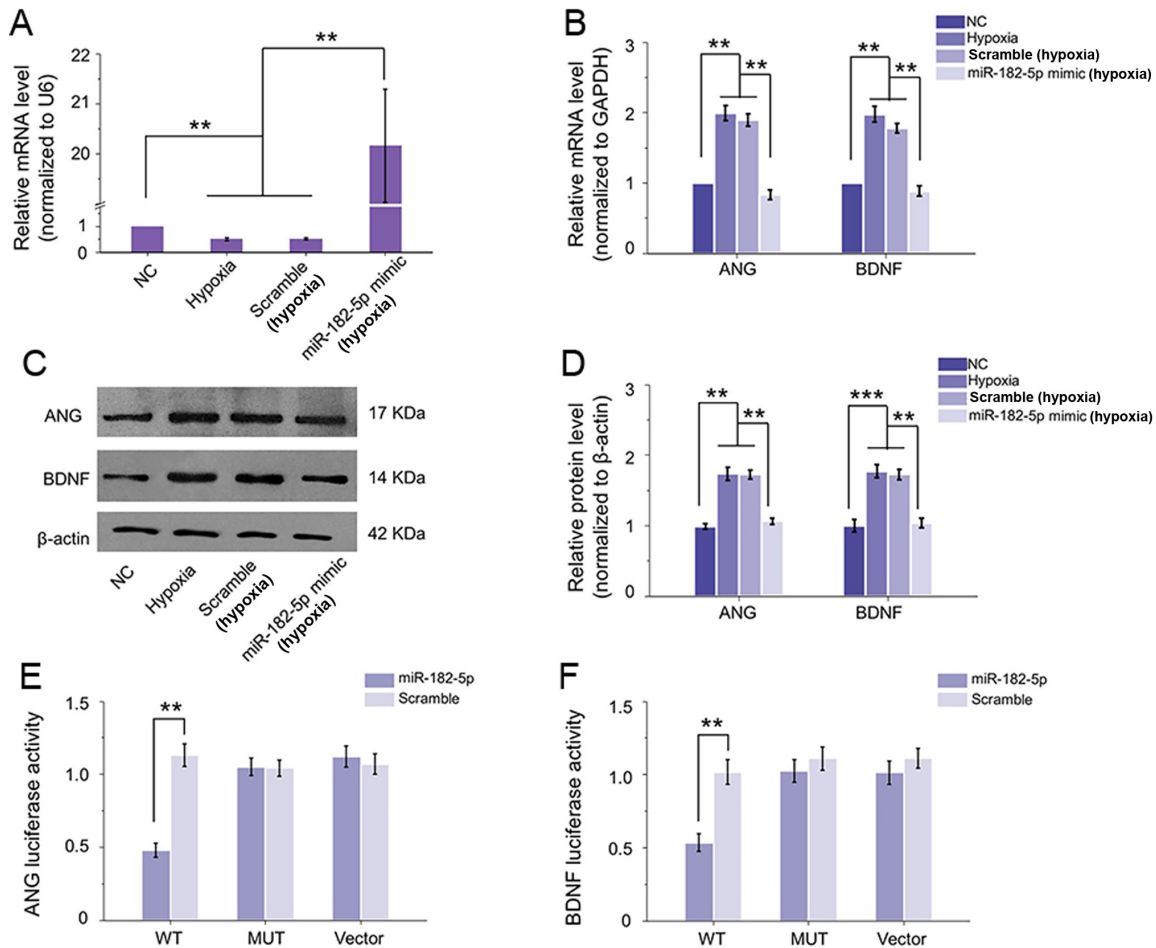 A
Relative mRNA level
(normalized to U6)
22
21
20
1
0
**
**
NC
Hypoxia
Scramble
(hypoxia)
miR-182-5p mimic
(hypoxia)
B
NC
Hypoxia
Scramble (hypoxia)
miR-182-5p mimic (hypoxia)
Relative mRNA level
(normalized to GAPDH)
3
2
1
0
**
**
**
**
ANG
BDNF
C
ANG
17 KDa
BDNF
14 KDa
β-actin
42 KDa
NC
Hypoxia
Scramble
(hypoxia)
miR-182-5p mimic
(hypoxia)
D
NC
Hypoxia
Scramble (hypoxia)
miR-182-5p mimic (hypoxia)
Relative protein level
(normalized to β-actin)
3
2
1
0
**
**
***
**
ANG
BDNF
E
miR-182-5p
Scramble
ANG luciferase activity
1.5
1.0
0.5
0
**
WT
MUT
Vector
F
miR-182-5p
Scramble
BDNF luciferase activity
1.5
1.0
0.5
0
**
WT
MUT
Vector